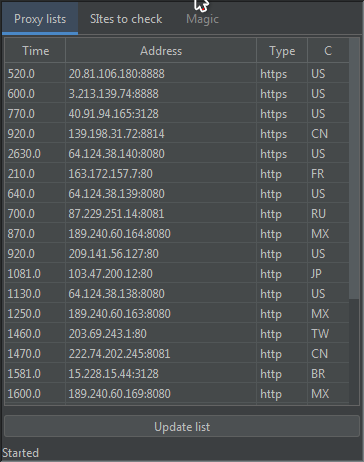 Proxy lists SItes to check Magic
Time Address Type C
520.0 20.81.106.180:8888 https US
600.0 3.213.139.74:8888 https US
770.0 40.91.94.165:3128 https US
920.0 139.198.31.72:8814 https CN
2630.0 64.124.38.140:8080 https US
210.0 163.172.157.7:80 http FR
640.0 64.124.38.139:8080 http US
700.0 87.229.251.14:8081 http RU
870.0 189.240.60.164:8080 http MX
920.0 209.141.56.127:80 http US
1081.0 103.47.200.12:80 http JP
1130.0 64.124.38.138:8080 http US
1250.0 189.240.60.163:8080 http MX
1460.0 203.69.243.1:80 http TW
1470.0 222.74.202.245:8081 http CN
1581.0 15.228.15.44:3128 http BR
1600.0 189.240.60.169:8080 http MX
Update list
Started